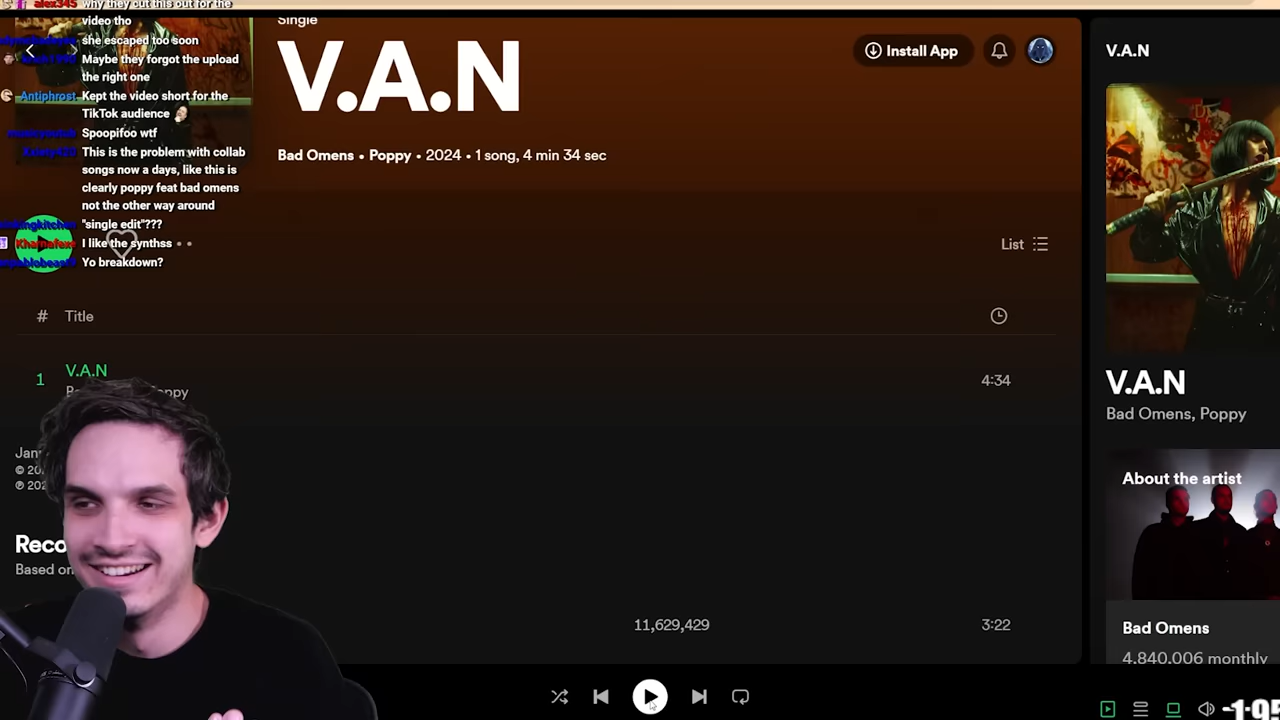 alex345 why they cut this out for the
video tho
she escaped too soon
Maybe they forgot the upload
the right one
Antiphrost Kept the video short for the
TikTok audience
Spoopifoo wtf
This is the problem with collab
songs now a days, like this is
clearly poppy feat bad omens
not the other way around
"single edit"???
I like the synthss
Yo breakdown?
Single
V.A.N
Bad Omens • Poppy • 2024 • 1 song, 4 min 34 sec
Install App
List
# Title
1 V.A.N
4:34
11,629,429 3:22
V.A.N
V.A.N
Bad Omens, Poppy
About the artist
Bad Omens
4,840,006 monthly